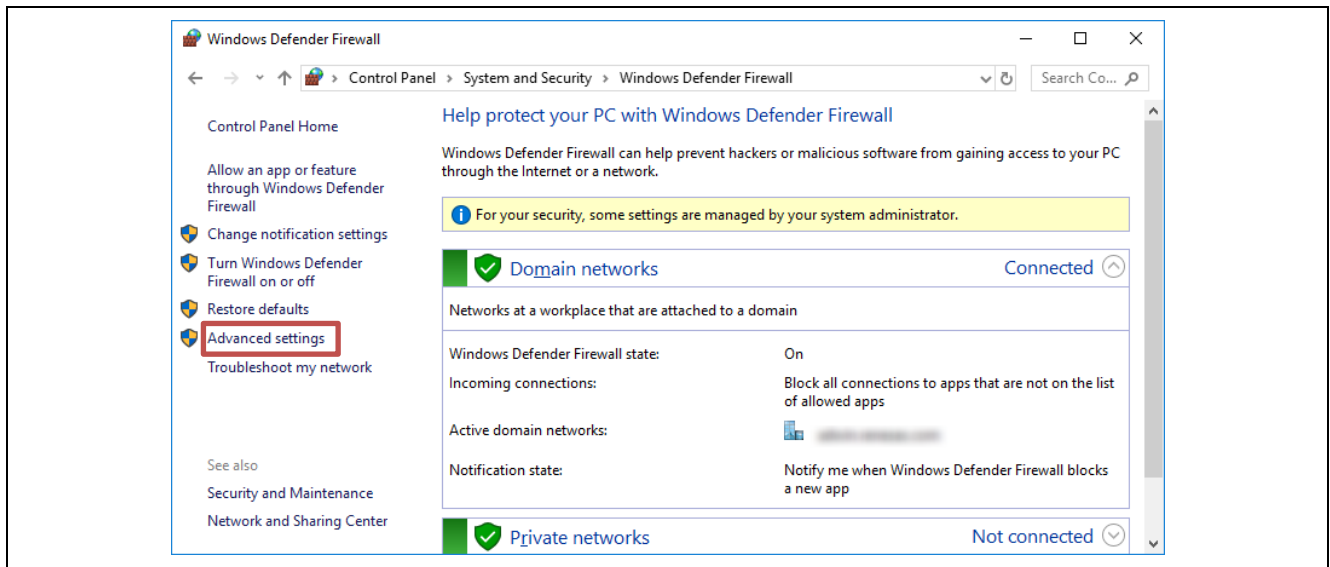 Windows Defender Firewall
Control Panel > System and Security > Windows Defender Firewall
Search Co...
Control Panel Home
Allow an app or feature
through Windows Defender
Firewall
Change notification settings
Turn Windows Defender
Firewall on or off
Restore defaults
Advanced settings
Troubleshoot my network
See also
Security and Maintenance
Network and Sharing Center
Help protect your PC with Windows Defender Firewall
Windows Defender Firewall can help prevent hackers or malicious software from gaining access to your PC
through the Internet or a network.
For your security, some settings are managed by your system administrator.
Domain networks
Connected
Networks at a workplace that are attached to a domain
Windows Defender Firewall state:
On
Incoming connections:
Block all connections to apps that are not on the list
of allowed apps
Active domain networks:
Notification state:
Notify me when Windows Defender Firewall blocks
a new app
Private networks
Not connected